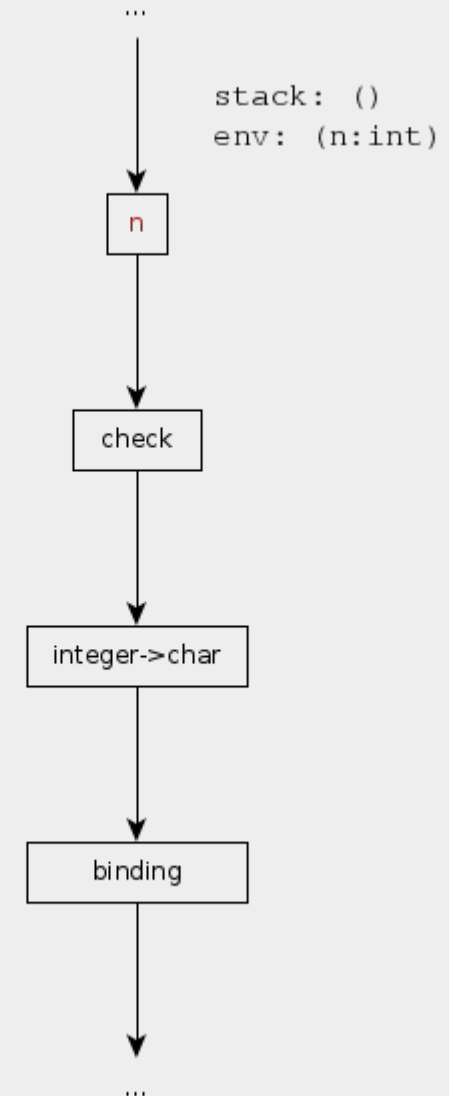 ...
stack: ()
env: (n:int)
n
check
integer->char
binding
...